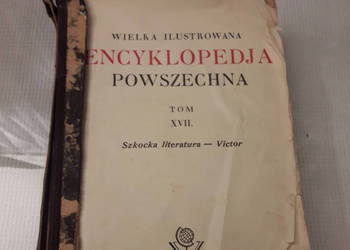 WIELKA ILUSTROWANA
ENCYKLOPEDJA
POWSZECHNA
TOM
XVII.
Szkocka literatura — Victor